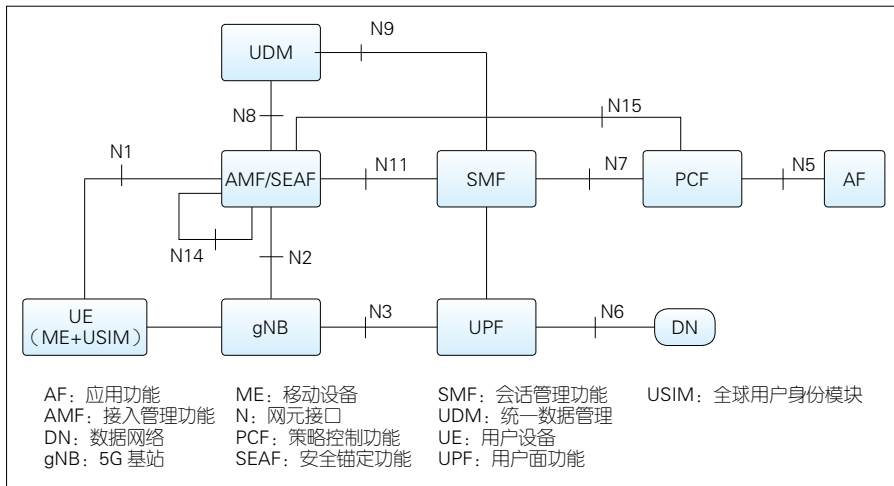 N9
UDM
N8
N15
N1
AMF/SEAF
N11
SMF
N7
PCF
N5
AF
N14
N2
UE
（ME+USIM）
gNB
N3
UPF
N6
DN
AF：应用功能 ME：移动设备 SMF：会话管理功能 USIM：全球用户身份模块
AMF：接入管理功能 N：网元接口 UDM：统一数据管理
DN：数据网络 PCF：策略控制功能 UE：用户设备
gNB：5G 基站 SEAF：安全锚定功能 UPF：用户面功能